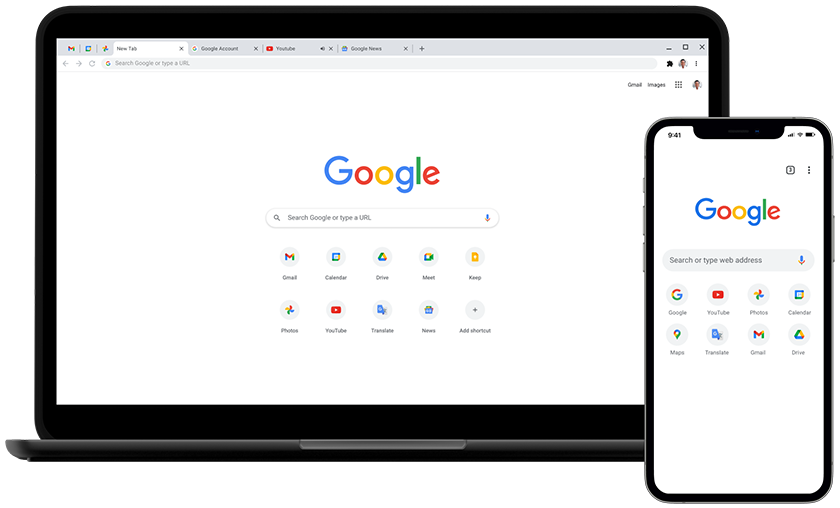 New Tab
Google Account
Youtube
Google News
Search Google or type a URL
Gmail Images
Google
Search Google or type a URL
Gmail Calendar Drive Meet Keep
Photos YouTube Translate News Add shortcut
9:41
3
Google
Search or type web address
Google YouTube Photos Calendar
Maps Translate Gmail Drive